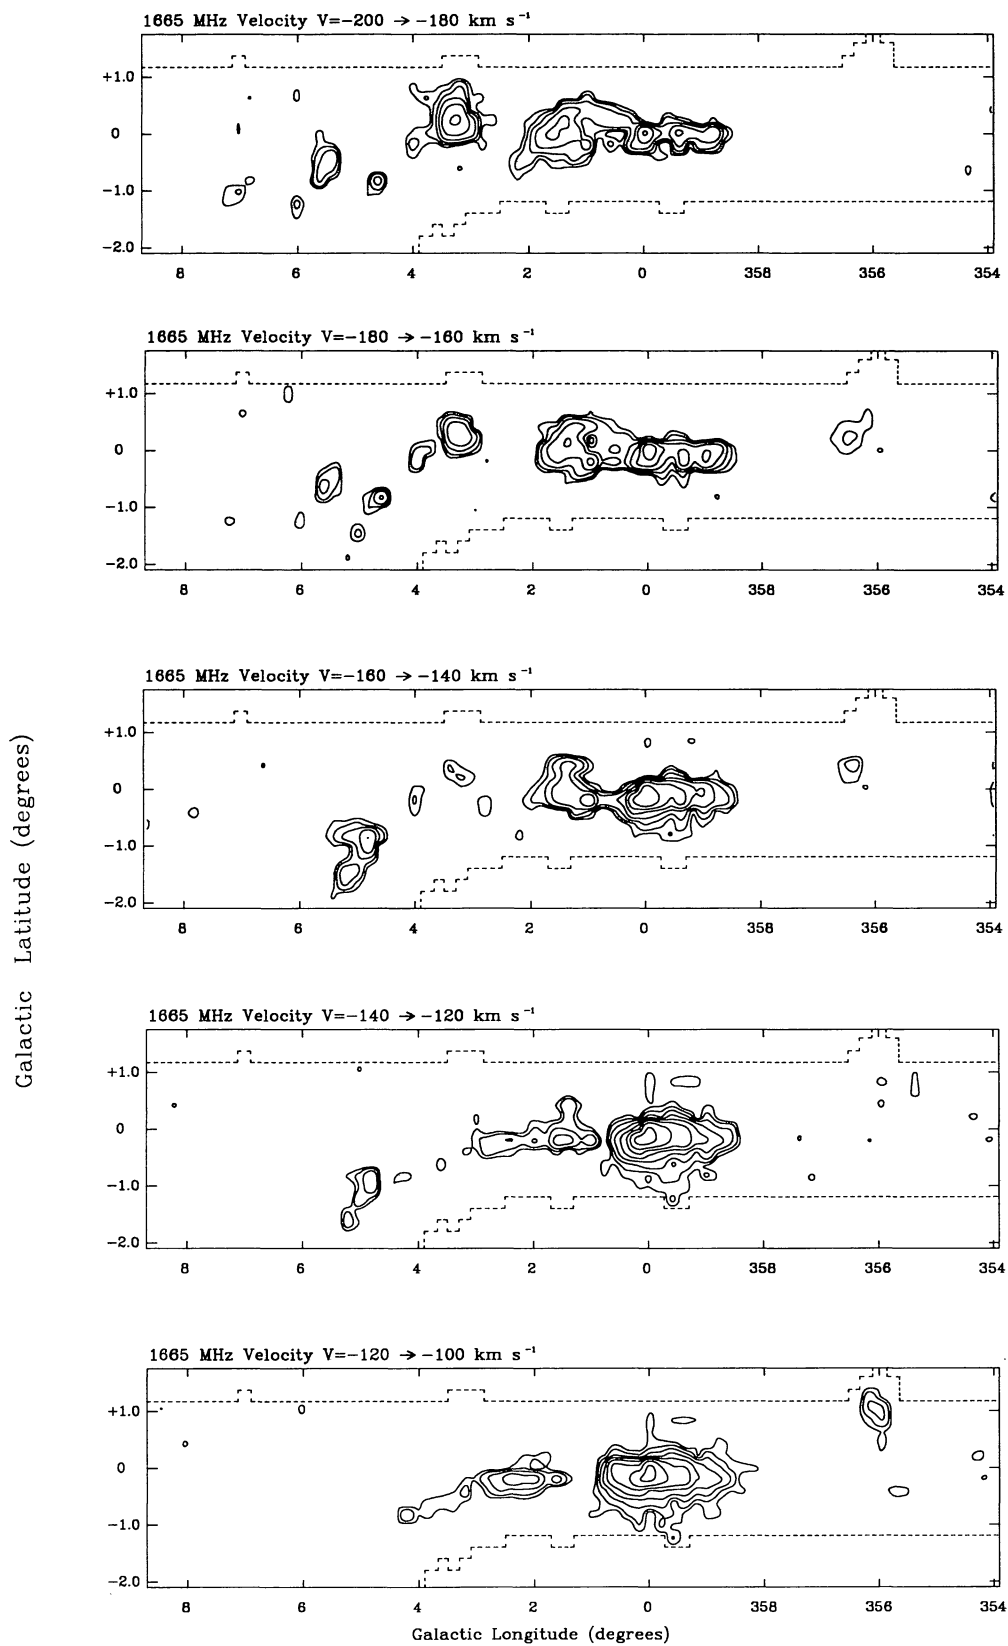 1665 MHz Velocity V=−200 → −180 km s⁻¹
+1.0
0
−1.0
−2.0
8 6 4 2 0 358 356 354
1665 MHz Velocity V=−180 → −160 km s⁻¹
+1.0
0
−1.0
−2.0
8 6 4 2 0 358 356 354
1665 MHz Velocity V=−160 → −140 km s⁻¹
+1.0
0
−1.0
−2.0
8 6 4 2 0 358 356 354
1665 MHz Velocity V=−140 → −120 km s⁻¹
+1.0
0
−1.0
−2.0
8 6 4 2 0 358 356 354
1665 MHz Velocity V=−120 → −100 km s⁻¹
+1.0
0
−1.0
−2.0
8 6 4 2 0 358 356 354
Galactic Longitude (degrees)
Galactic Latitude (degrees)